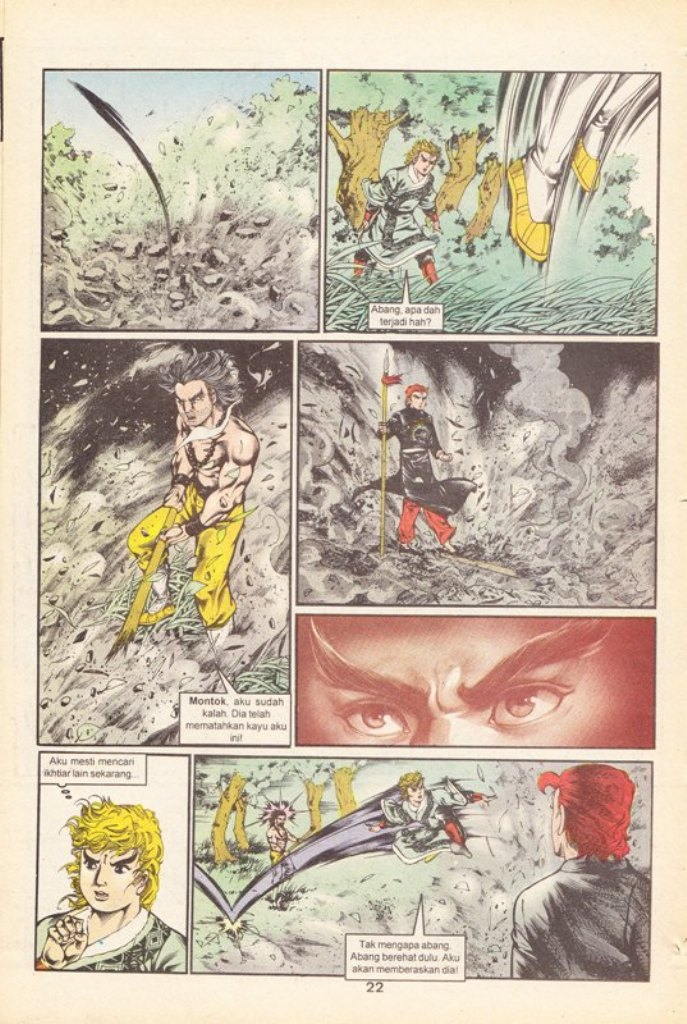 Abang, apa dah
terjadi hah?
Montok, aku sudah
kalah. Dia telah
mematahkan kayu aku
ini!
Aku mesti mencari
ikhtiar lain sekarang...
Tak mengapa abang.
Abang berehat dulu. Aku
akan memberaskan dia!
22